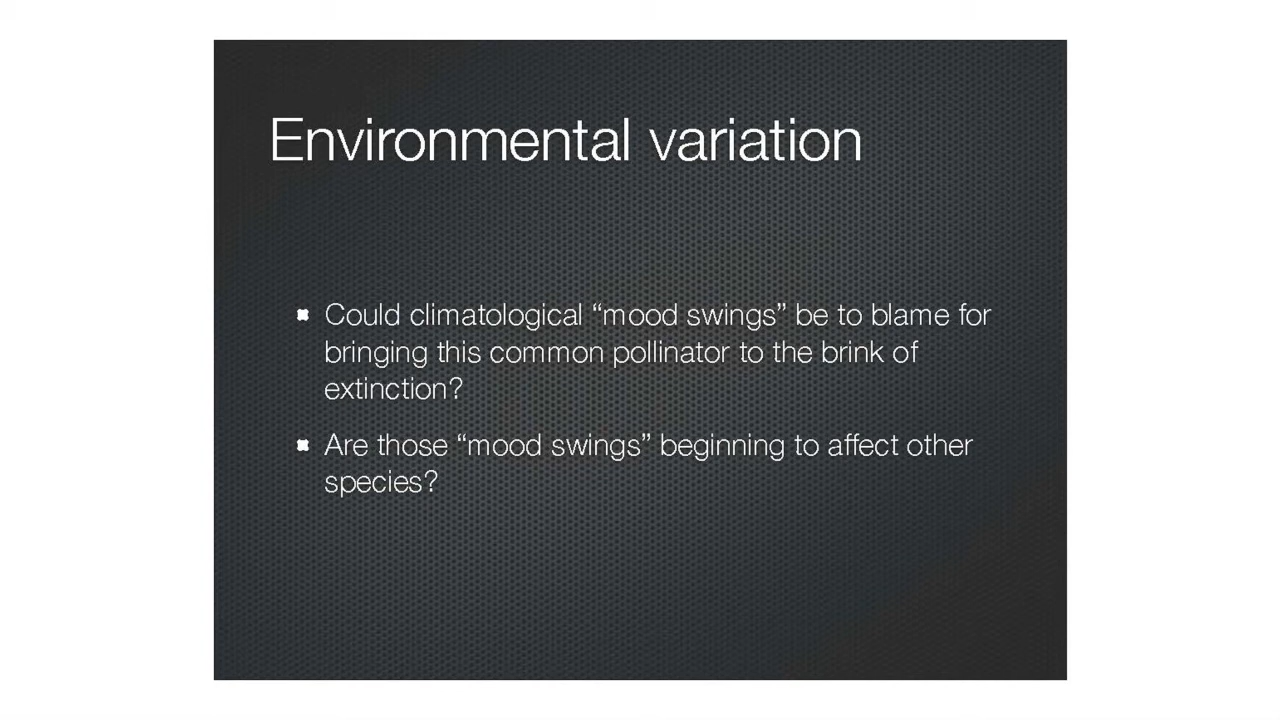 Environmental variation
Could climatological “mood swings” be to blame for
bringing this common pollinator to the brink of
extinction?
Are those “mood swings” beginning to affect other
species?